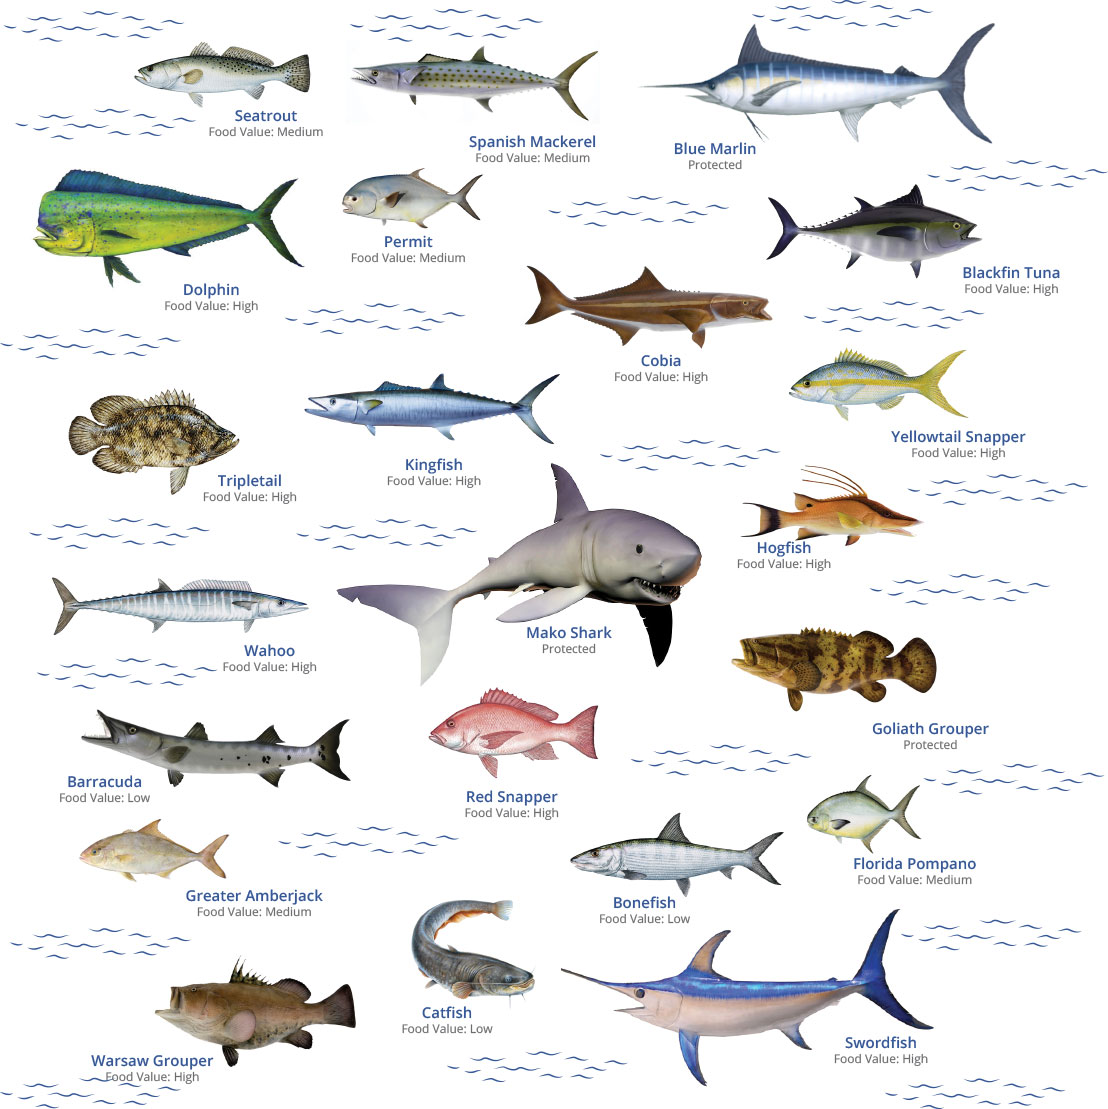 Seatrout
Food Value: Medium
Spanish Mackerel
Food Value: Medium
Blue Marlin
Protected
Dolphin
Food Value: High
Permit
Food Value: Medium
Blackfin Tuna
Food Value: High
Cobia
Food Value: High
Yellowtail Snapper
Food Value: High
Tripletail
Food Value: High
Kingfish
Food Value: High
Hogfish
Food Value: High
Wahoo
Food Value: High
Mako Shark
Protected
Goliath Grouper
Protected
Barracuda
Food Value: Low
Red Snapper
Food Value: High
Florida Pompano
Food Value: Medium
Greater Amberjack
Food Value: Medium
Bonefish
Food Value: Low
Catfish
Food Value: Low
Swordfish
Food Value: High
Warsaw Grouper
Food Value: High